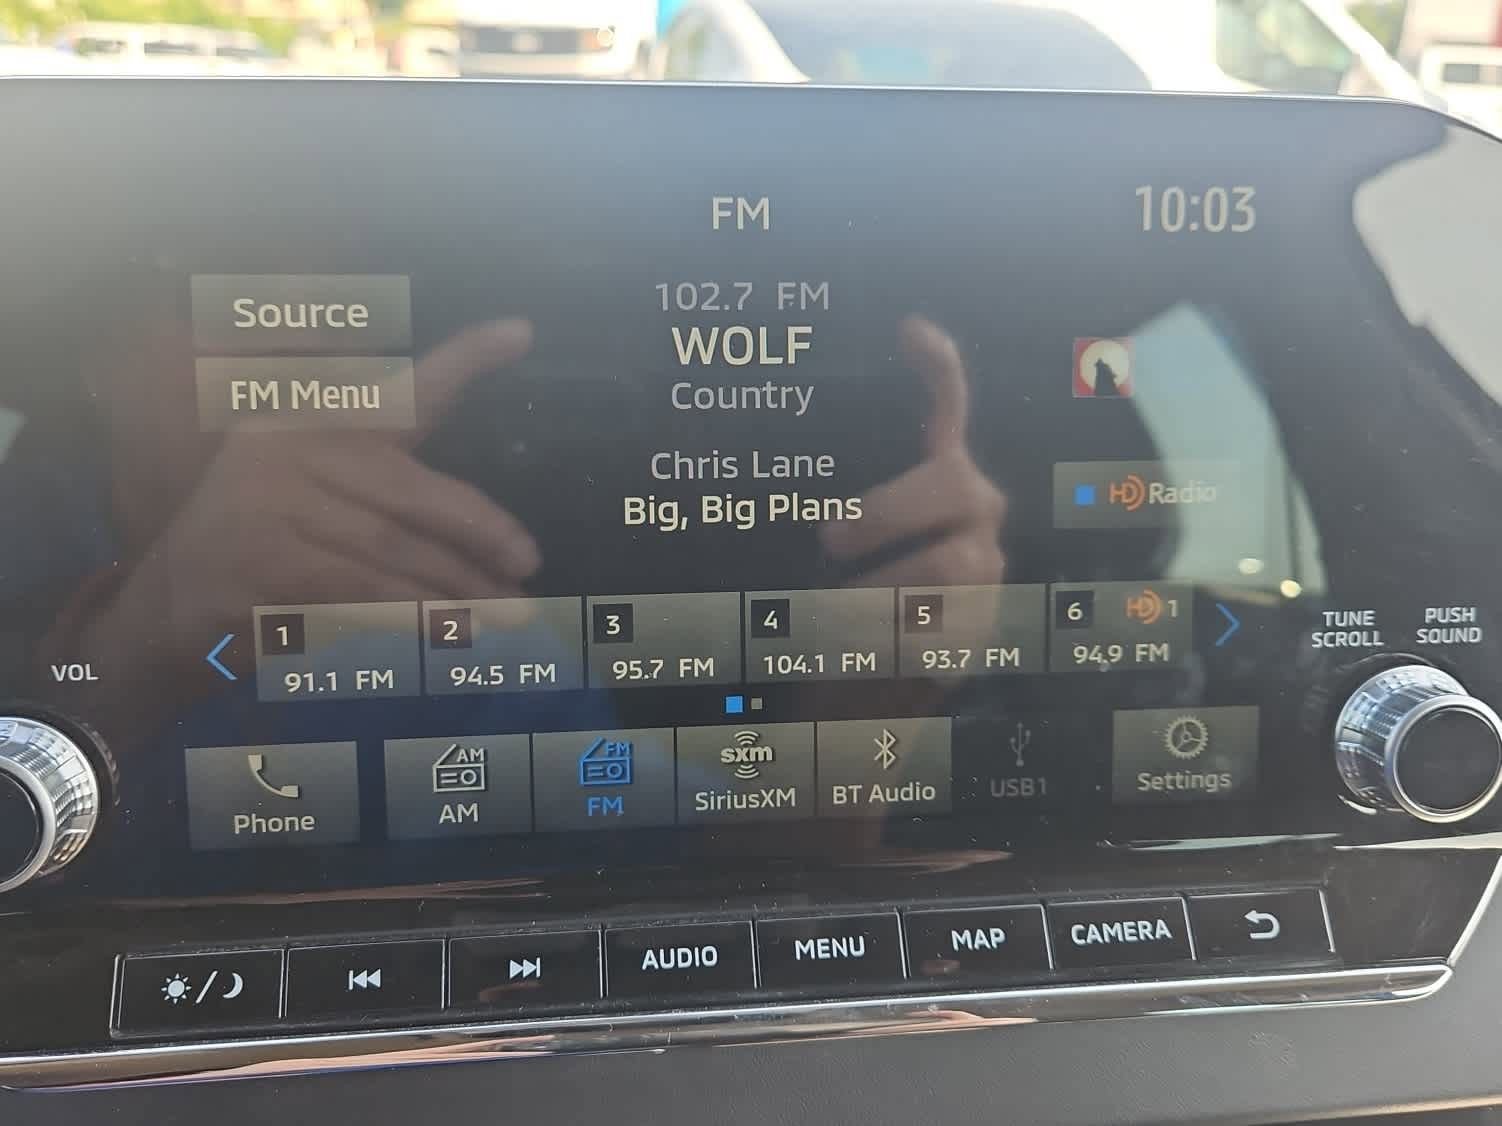 FM
10:03
Source
FM Menu
102.7 FM
WOLF
Country
Chris Lane
Big, Big Plans
HD Radio
1
91.1 FM
2
94.5 FM
3
95.7 FM
4
104.1 FM
5
93.7 FM
6 HD 1
94.9 FM
VOL
TUNE
SCROLL
PUSH
SOUND
Phone
AM
AM
FM
FM
sxm
SiriusXM
BT Audio
USB1
Settings
AUDIO
MENU
MAP
CAMERA